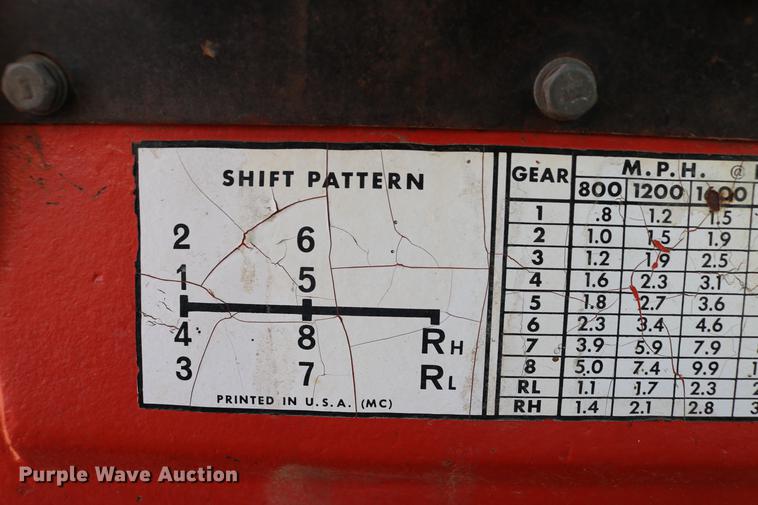 SHIFT PATTERN
2 6
1 5
4 8 RH
3 7 RL
PRINTED IN U.S.A. (MC)
GEAR M.P.H. @
800 1200 1600
1 .8 1.2 1.5
2 1.0 1.5 1.9
3 1.2 1.9 2.5
4 1.6 2.3 3.1
5 1.8 2.7 3.6
6 2.3 3.4 4.6
7 3.9 5.9 7.9
8 5.0 7.4 9.9
RL 1.1 1.7 2.3
RH 1.4 2.1 2.8
Purple Wave Auction